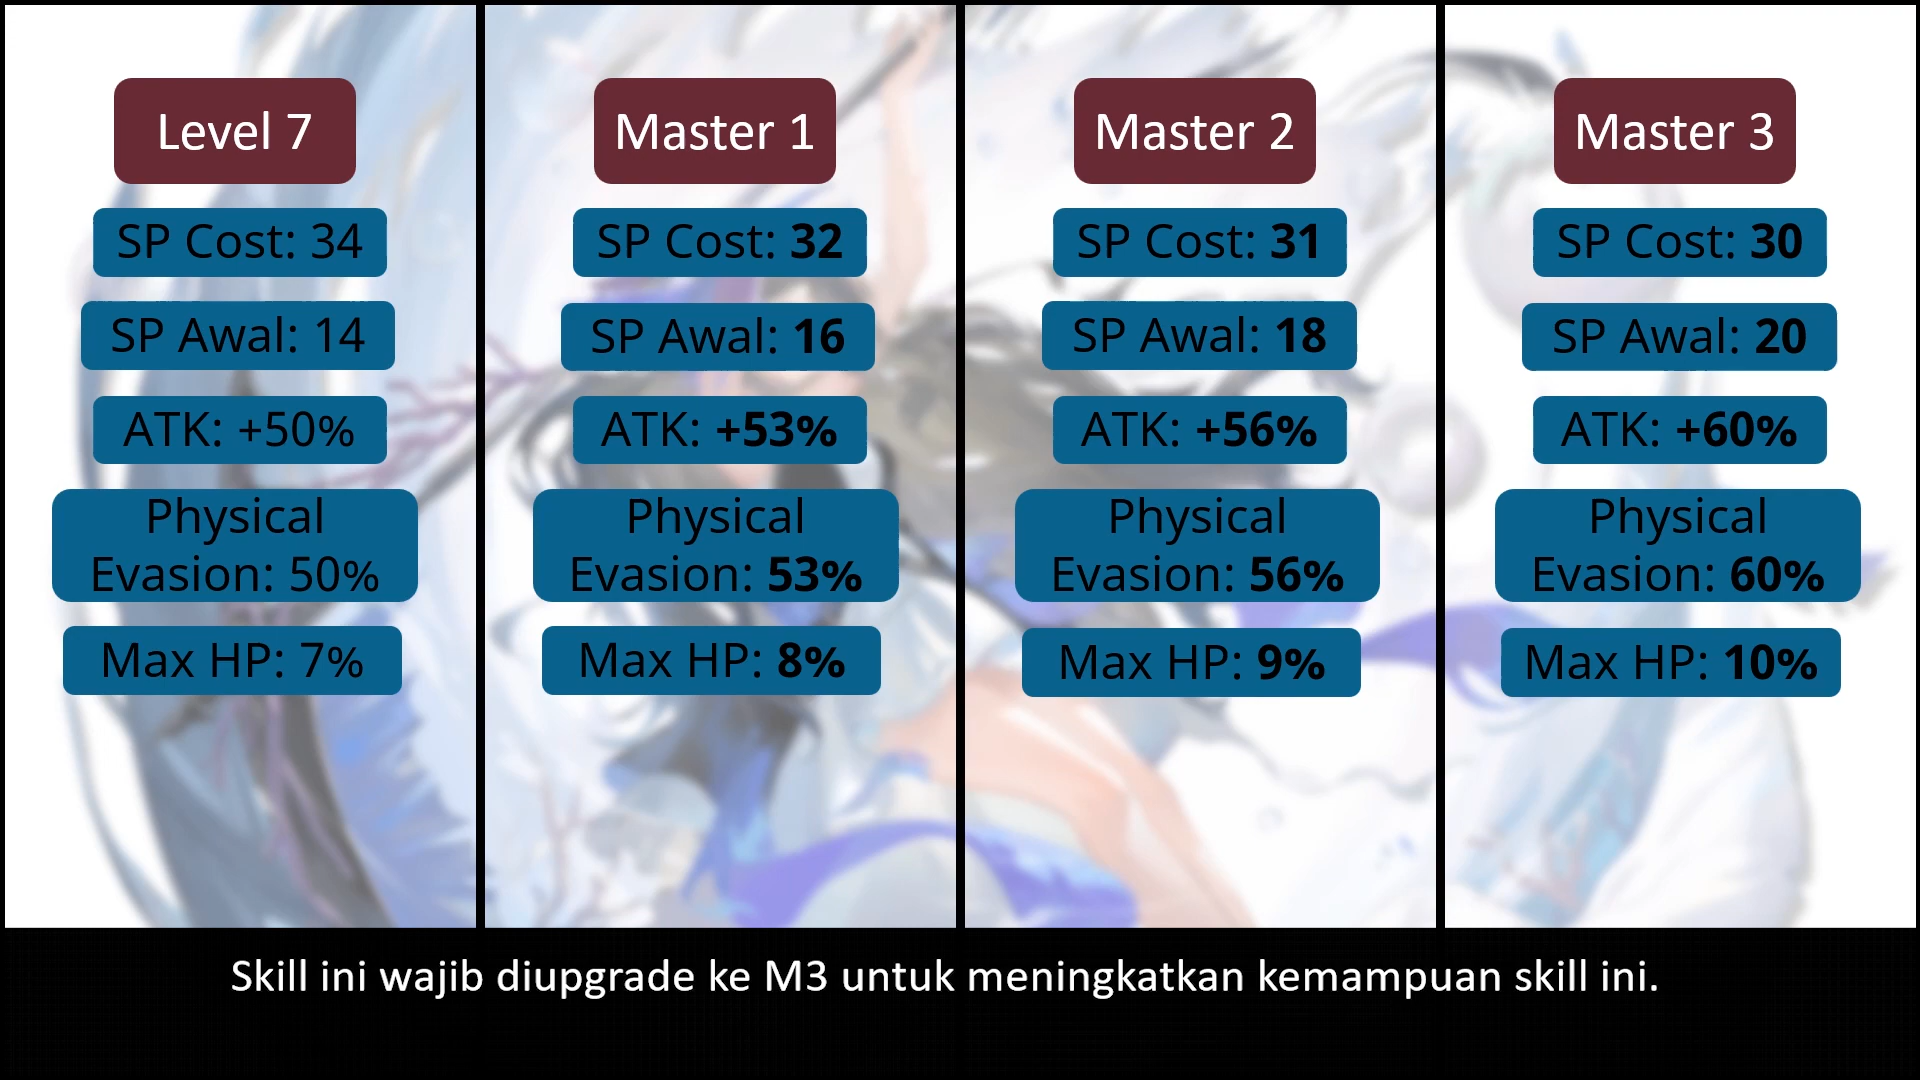 Level 7
SP Cost: 34
SP Awal: 14
ATK: +50%
Physical
Evasion: 50%
Max HP: 7%
Master 1
SP Cost: 32
SP Awal: 16
ATK: +53%
Physical
Evasion: 53%
Max HP: 8%
Master 2
SP Cost: 31
SP Awal: 18
ATK: +56%
Physical
Evasion: 56%
Max HP: 9%
Master 3
SP Cost: 30
SP Awal: 20
ATK: +60%
Physical
Evasion: 60%
Max HP: 10%
Skill ini wajib diupgrade ke M3 untuk meningkatkan kemampuan skill ini.